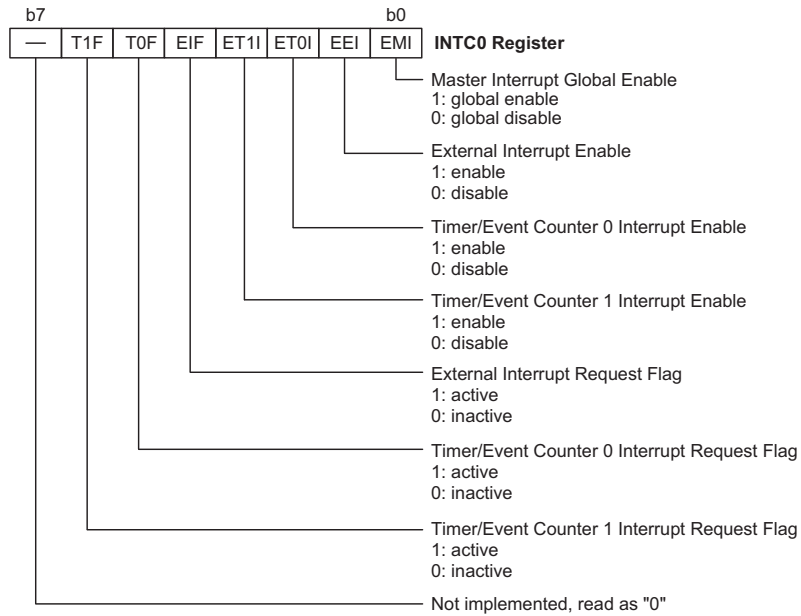 b7 b0
— T1F T0F EIF ET1I ET0I EEI EMI INTC0 Register
Master Interrupt Global Enable
1: global enable
0: global disable
External Interrupt Enable
1: enable
0: disable
Timer/Event Counter 0 Interrupt Enable
1: enable
0: disable
Timer/Event Counter 1 Interrupt Enable
1: enable
0: disable
External Interrupt Request Flag
1: active
0: inactive
Timer/Event Counter 0 Interrupt Request Flag
1: active
0: inactive
Timer/Event Counter 1 Interrupt Request Flag
1: active
0: inactive
Not implemented, read as "0"